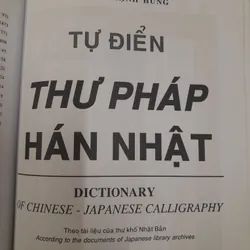 HÙNG
TỰ ĐIỂN
THƯ PHÁP
HÁN NHẬT
DICTIONARY
OF CHINESE - JAPANESE CALLIGRAPHY
Theo tài liệu của thư khố Nhật Bản
According to the documents of Japanese library archives